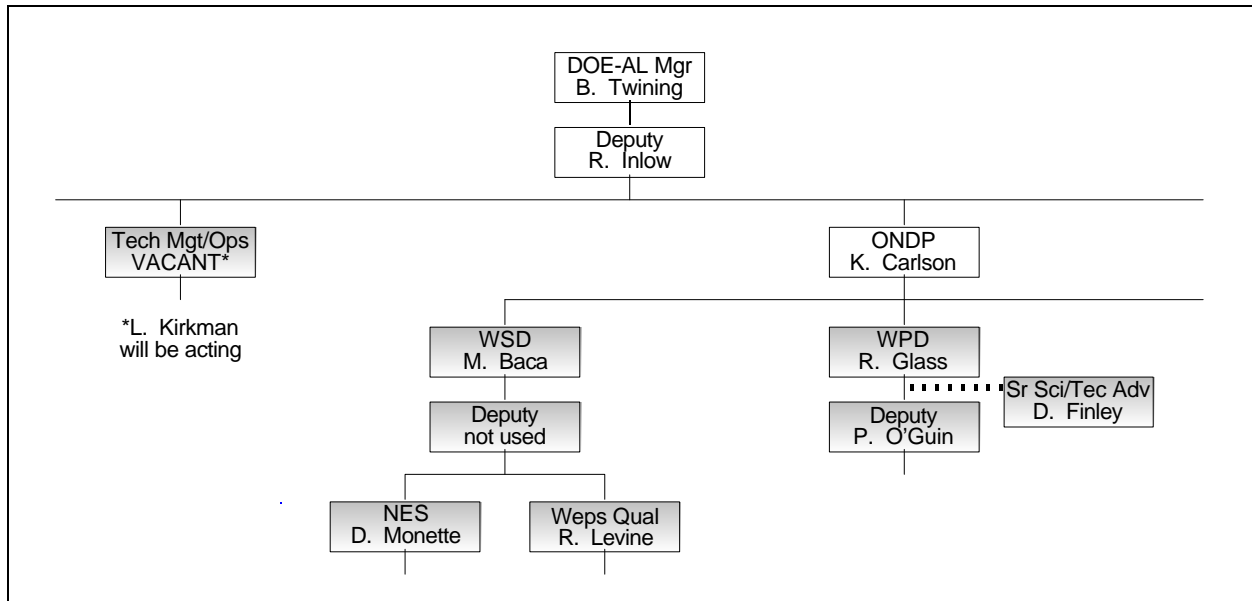 DOE-AL Mgr
B. Twining
Deputy
R. Inlow
Tech Mgt/Ops
VACANT*
ONDP
K. Carlson
*L. Kirkman
will be acting
WSD
M. Baca
WPD
R. Glass
Sr Sci/Tec Adv
D. Finley
Deputy
not used
Deputy
P. O'Guin
NES
D. Monette
Weps Qual
R. Levine